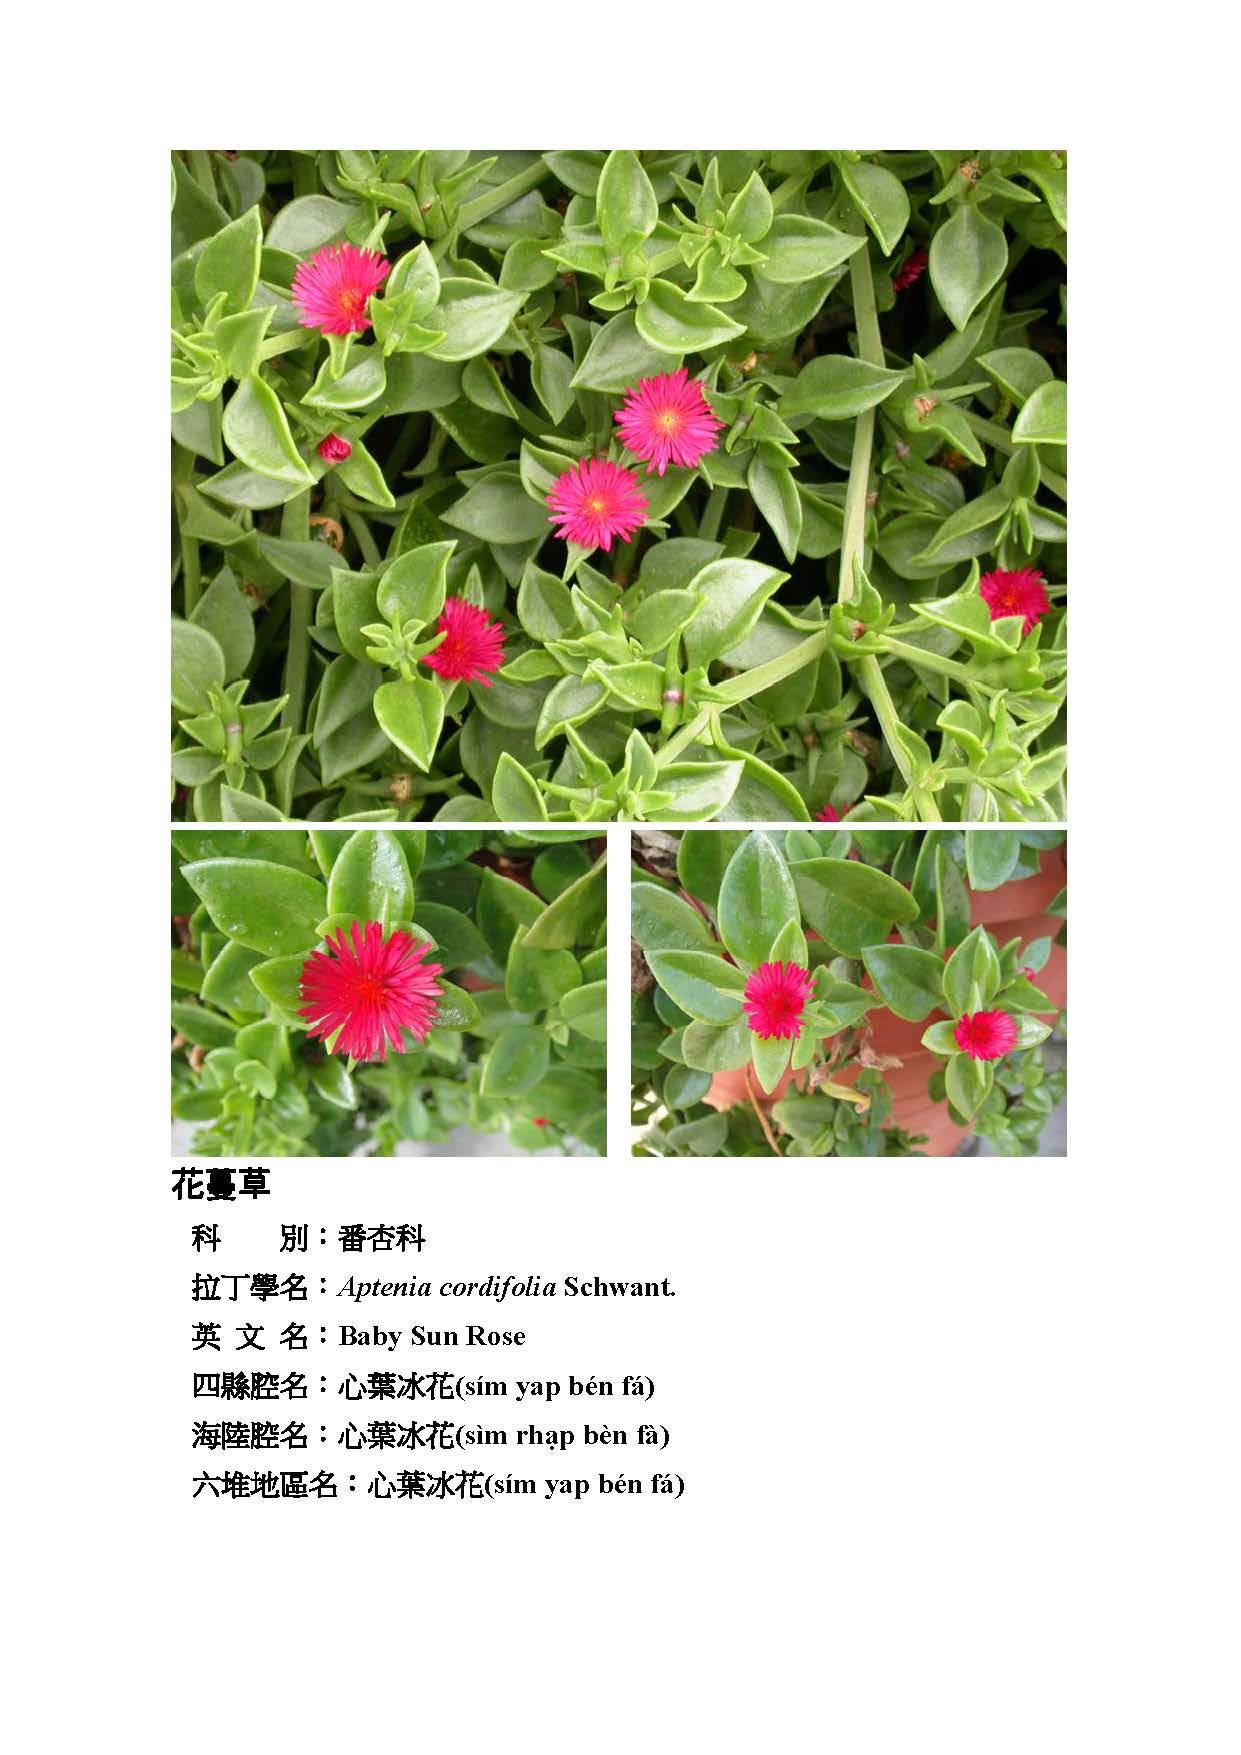 花蔓草
科　　別：番杏科
拉丁學名：Aptenia cordifolia Schwant.
英 文 名：Baby Sun Rose
四縣腔名：心葉冰花(sím yap bén fá)
海陸腔名：心葉冰花(sìm rhạp bèn fà)
六堆地區名：心葉冰花(sím yap bén fá)